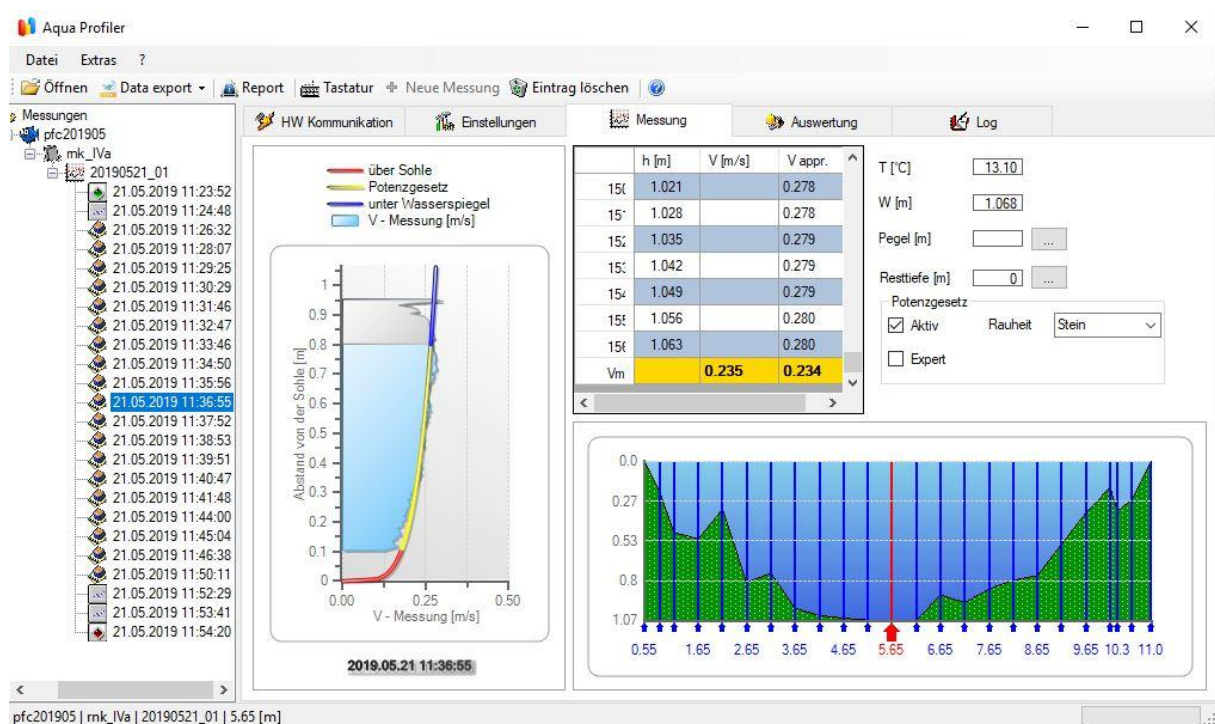 Aqua Profiler
Datei Extras ?
Öffnen Data export Report Tastatur Neue Messung Eintrag löschen
Messungen
pfc201905
rnk_IVa
20190521_01
21.05.2019 11:23:52
21.05.2019 11:24:48
21.05.2019 11:26:32
21.05.2019 11:28:07
21.05.2019 11:29:25
21.05.2019 11:30:29
21.05.2019 11:31:46
21.05.2019 11:32:47
21.05.2019 11:33:46
21.05.2019 11:34:50
21.05.2019 11:35:56
21.05.2019 11:36:55
21.05.2019 11:37:52
21.05.2019 11:38:53
21.05.2019 11:39:51
21.05.2019 11:40:47
21.05.2019 11:41:48
21.05.2019 11:44:00
21.05.2019 11:45:04
21.05.2019 11:46:38
21.05.2019 11:50:11
21.05.2019 11:52:29
21.05.2019 11:53:41
21.05.2019 11:54:20
HW Kommunikation Einstellungen Messung Auswertung Log
über Sohle
Potenzgesetz
unter Wasserspiegel
V - Messung [m/s]
Abstand von der Sohle [m]
1
0.9
0.8
0.7
0.6
0.5
0.4
0.3
0.2
0.1
0
0.00 0.25 0.50
V - Messung [m/s]
2019.05.21 11:36:55
h [m] V [m/s] V appr.
1.021 0.278
1.028 0.278
1.035 0.279
1.042 0.279
1.049 0.279
1.056 0.280
1.063 0.280
Vm 0.235 0.234
T [°C] 13.10
W [m] 1.068
Pegel [m] ...
Resttiefe [m] 0 ...
Potenzgesetz
Aktiv Rauheit Stein
Expert
0.0
0.27
0.53
0.8
1.07
0.55 1.65 2.65 3.65 4.65 5.65 6.65 7.65 8.65 9.65 10.3 11.0
pfc201905 | rnk_IVa | 20190521_01 | 5.65 [m]